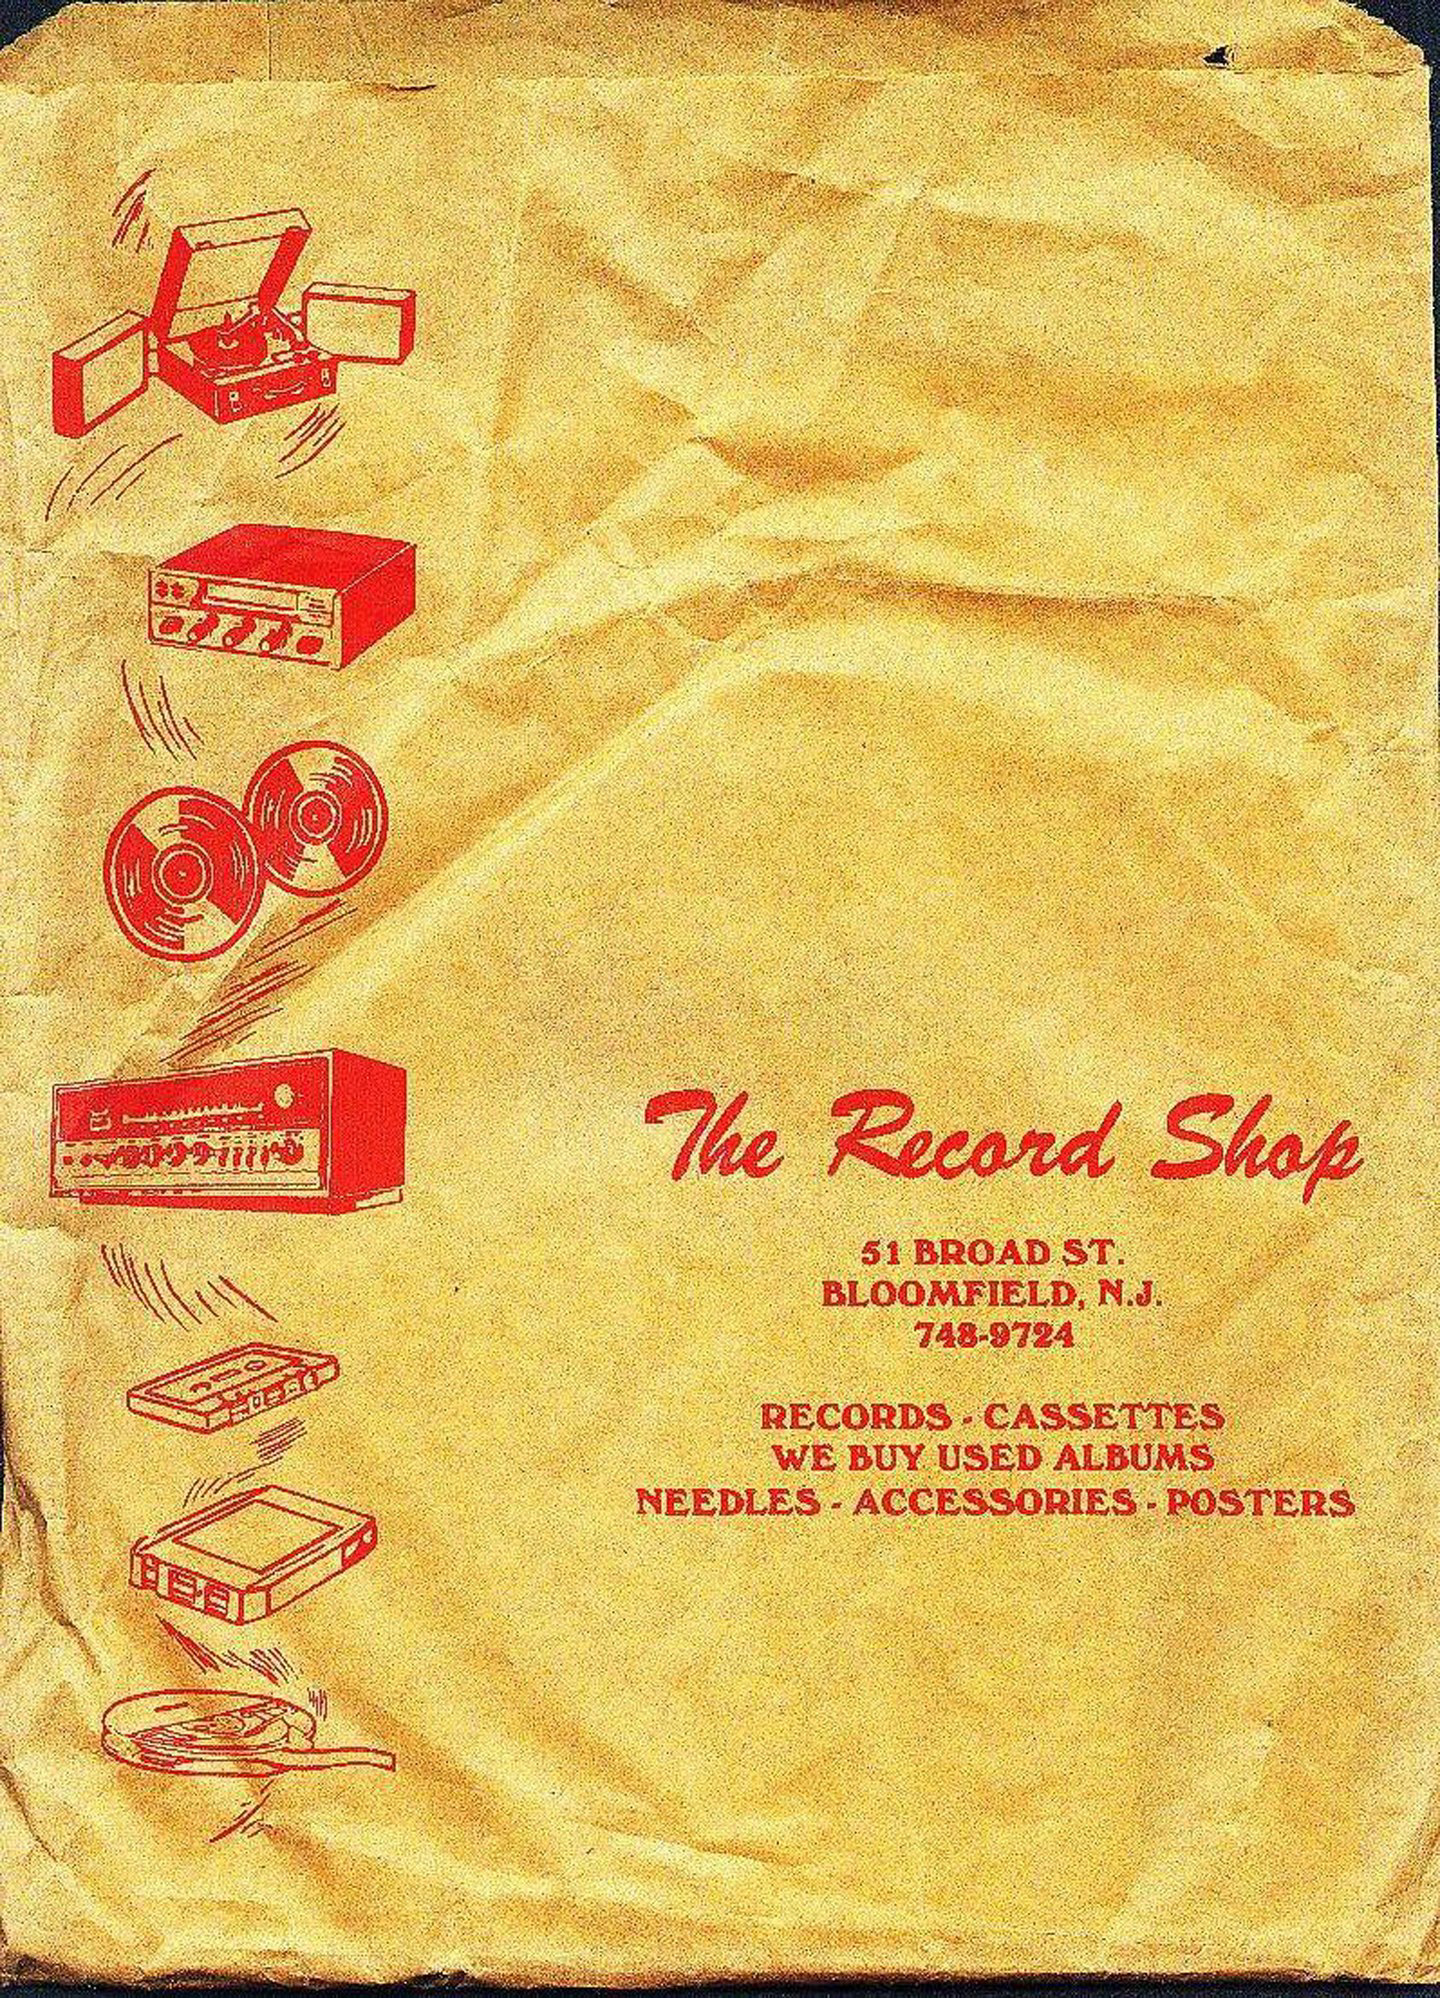 The Record Shop
51 BROAD ST.
BLOOMFIELD, N.J.
748-9724
RECORDS - CASSETTES
WE BUY USED ALBUMS
NEEDLES - ACCESSORIES - POSTERS